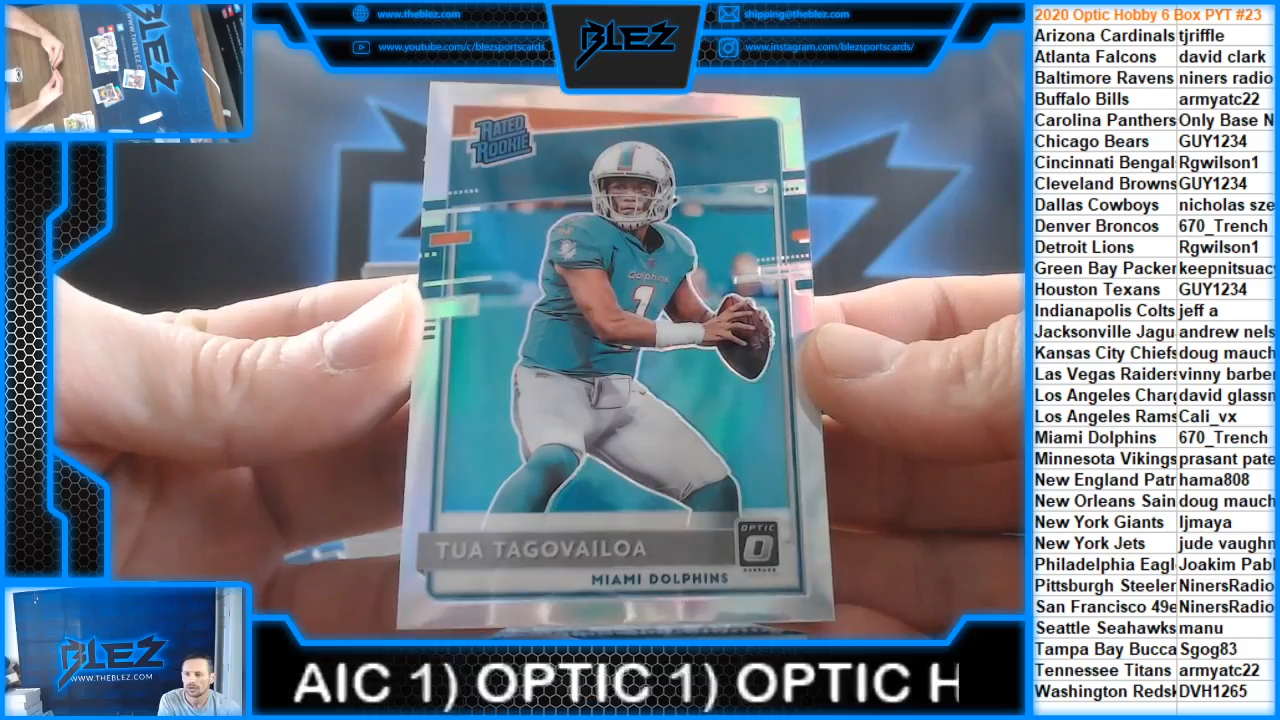 www.theblez.com
www.youtube.com/c/blezsportscards
BLEZ
shipping@theblez.com
www.instagram.com/blezsportscards/
BLEZ
RATED
ROOKIE
Dolphins
1
TUA TAGOVAILOA
OPTIC
MIAMI DOLPHINS
BLEZ
WWW.THEBLEZ.COM
AIC 1) OPTIC 1) OPTIC H
2020 Optic Hobby 6 Box PYT #23
Arizona Cardinals tjriffle
Atlanta Falcons david clark
Baltimore Ravens niners radio
Buffalo Bills armyatc22
Carolina Panthers Only Base N
Chicago Bears GUY1234
Cincinnati Bengal Rgwilson1
Cleveland Browns GUY1234
Dallas Cowboys nicholas sze
Denver Broncos 670_Trench
Detroit Lions Rgwilson1
Green Bay Packer keepnitsuac
Houston Texans GUY1234
Indianapolis Colts jeff a
Jacksonville Jagu andrew nels
Kansas City Chiefs doug mauch
Las Vegas Raiders vinny barber
Los Angeles Charg david glassn
Los Angeles Rams Cali_vx
Miami Dolphins 670_Trench
Minnesota Vikings prasant pate
New England Patr hama808
New Orleans Sain doug mauch
New York Giants ljmaya
New York Jets jude vaughn
Philadelphia Eagl Joakim Pabl
Pittsburgh Steeler NinersRadio
San Francisco 49e NinersRadio
Seattle Seahawks manu
Tampa Bay Bucca Sgog83
Tennessee Titans armyatc22
Washington Redsk DVH1265